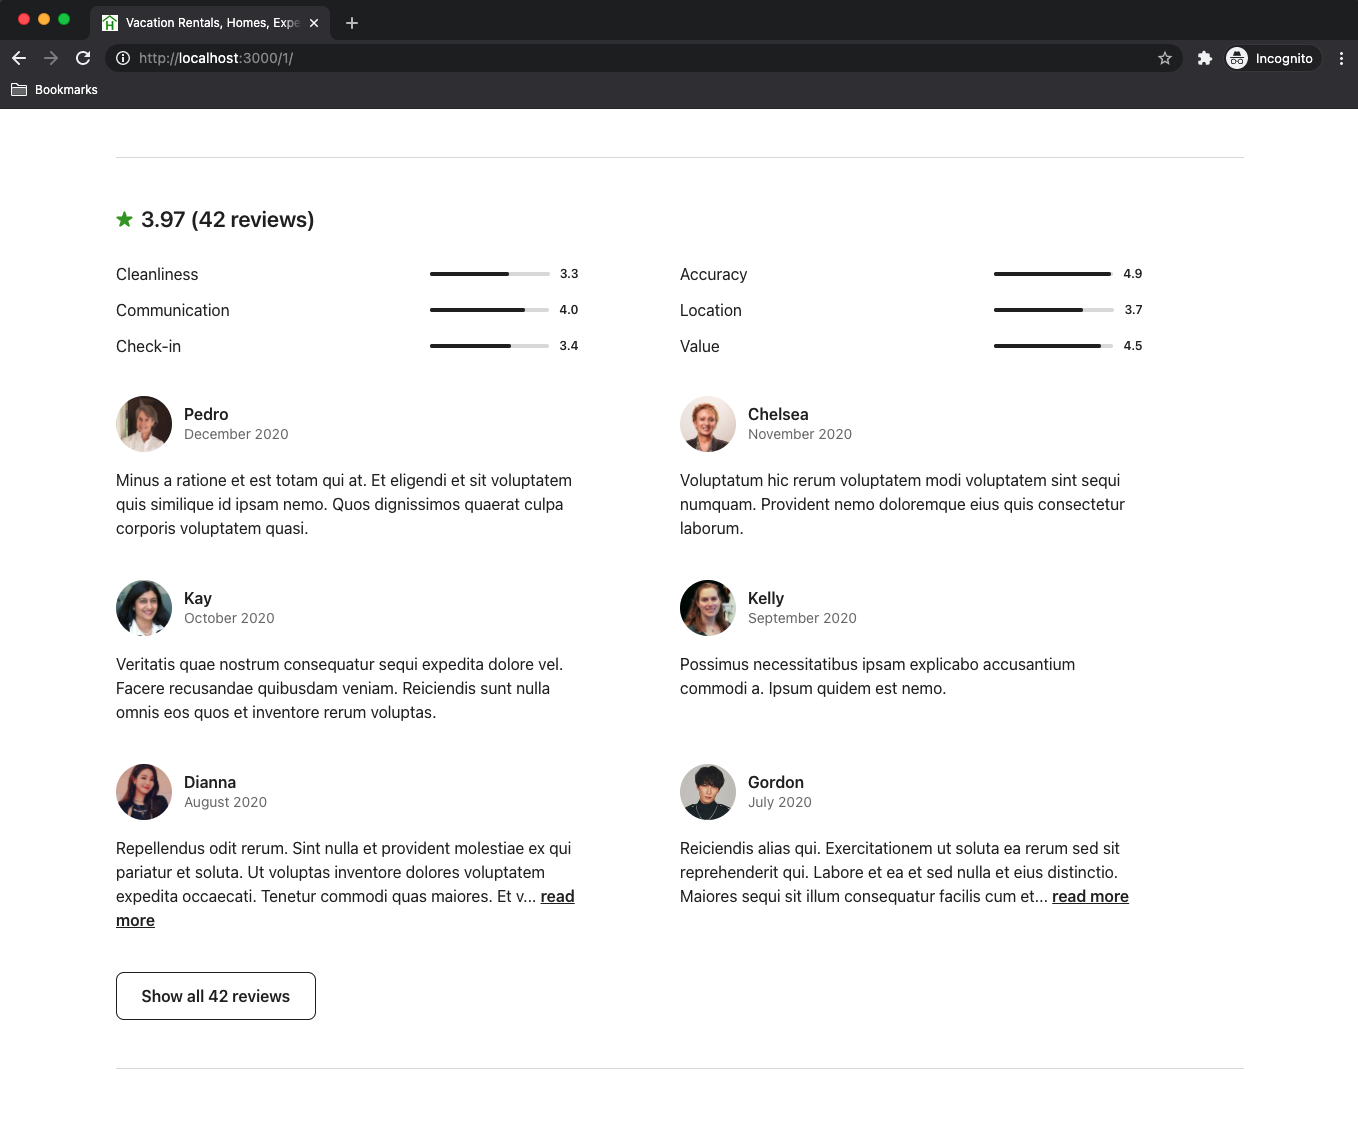 Vacation Rentals, Homes, Expe
http://localhost:3000/1/
Incognito
Bookmarks
3.97 (42 reviews)
Cleanliness 3.3
Accuracy 4.9
Communication 4.0
Location 3.7
Check-in 3.4
Value 4.5
Pedro
December 2020
Minus a ratione et est totam qui at. Et eligendi et sit voluptatem
quis similique id ipsam nemo. Quos dignissimos quaerat culpa
corporis voluptatem quasi.
Chelsea
November 2020
Voluptatum hic rerum voluptatem modi voluptatem sint sequi
numquam. Provident nemo doloremque eius quis consectetur
laborum.
Kay
October 2020
Veritatis quae nostrum consequatur sequi expedita dolore vel.
Facere recusandae quibusdam veniam. Reiciendis sunt nulla
omnis eos quos et inventore rerum voluptas.
Kelly
September 2020
Possimus necessitatibus ipsam explicabo accusantium
commodi a. Ipsum quidem est nemo.
Dianna
August 2020
Repellendus odit rerum. Sint nulla et provident molestiae ex qui
pariatur et soluta. Ut voluptas inventore dolores voluptatem
expedita occaecati. Tenetur commodi quas maiores. Et v... read
more
Gordon
July 2020
Reiciendis alias qui. Exercitationem ut soluta ea rerum sed sit
reprehenderit qui. Labore et ea et sed nulla et eius distinctio.
Maiores sequi sit illum consequatur facilis cum et... read more
Show all 42 reviews